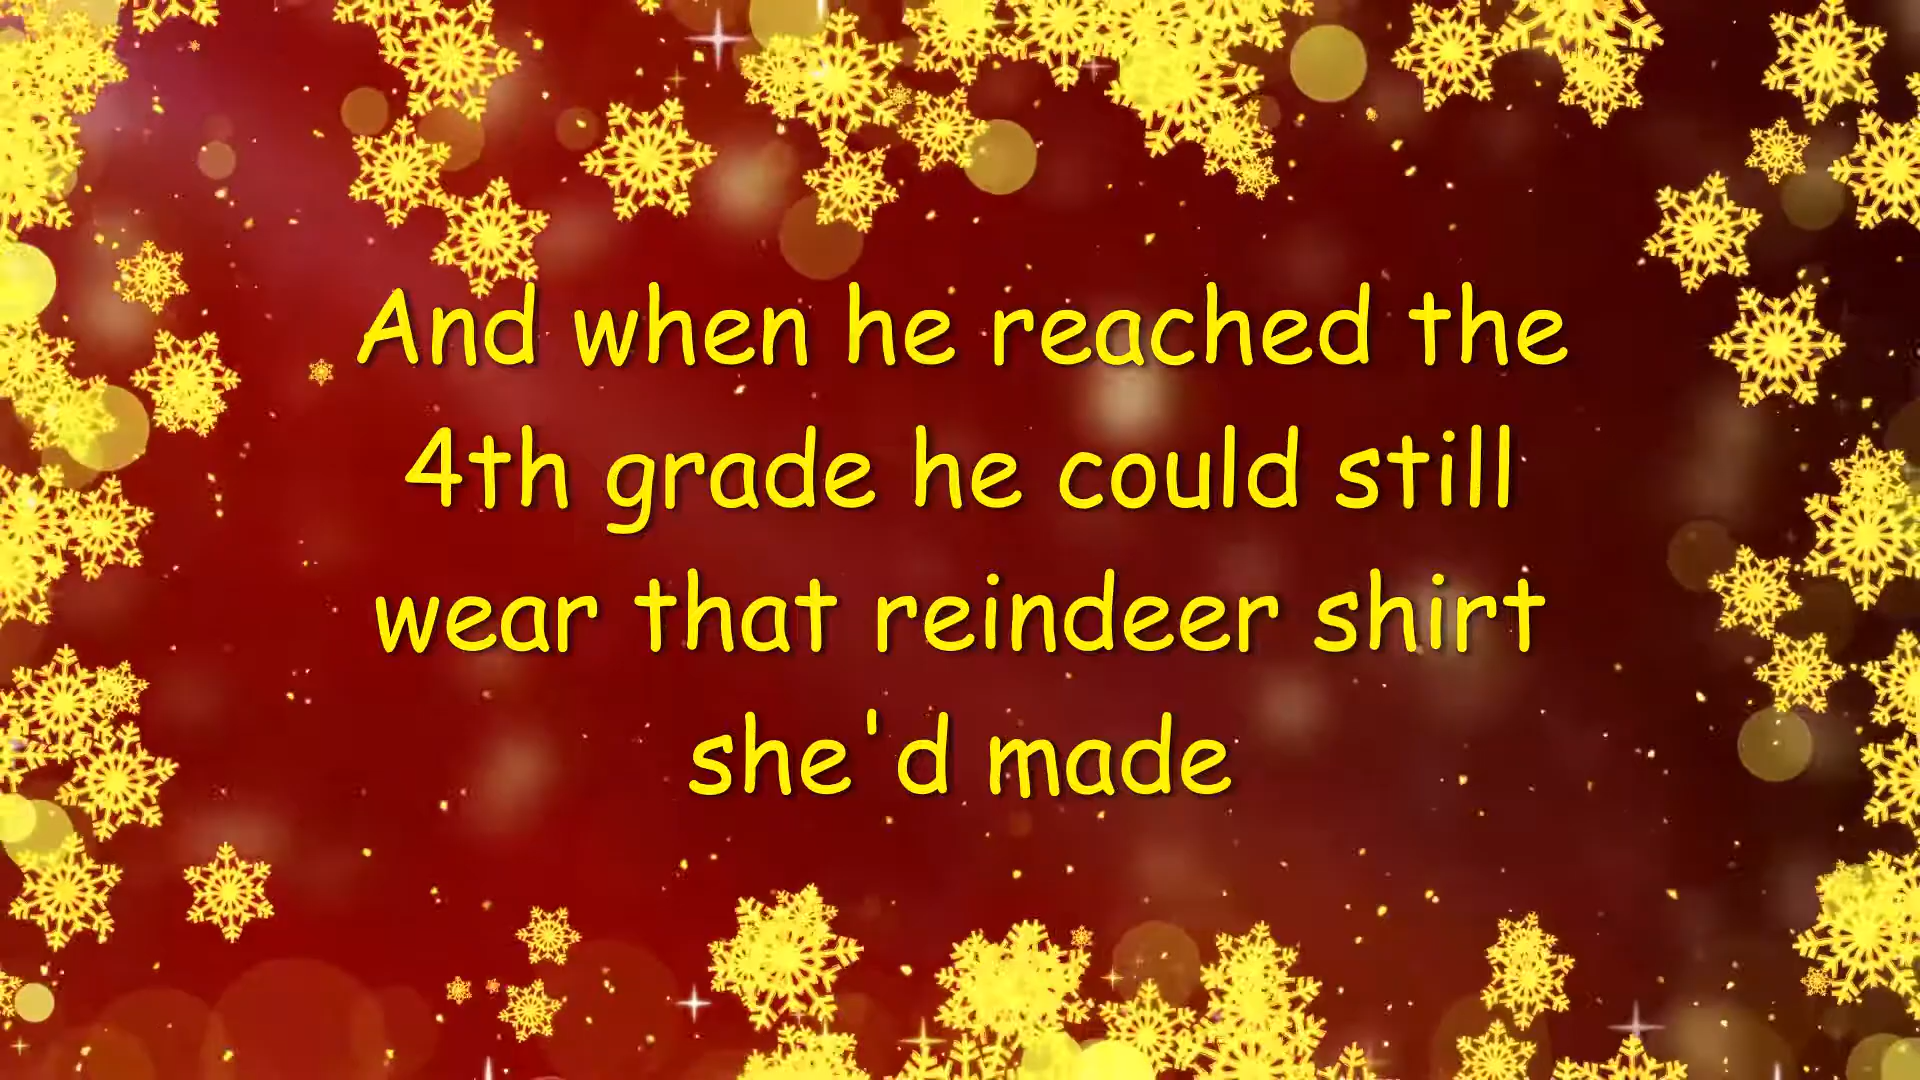 And when he reached the
4th grade he could still
wear that reindeer shirt
she'd made